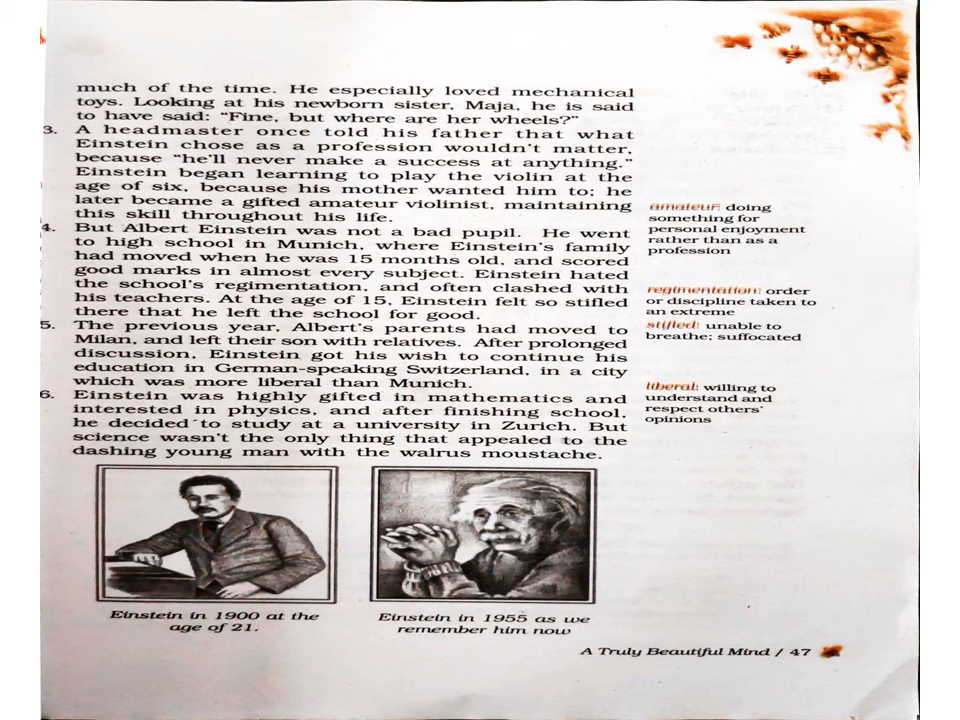 much of the time. He especially loved mechanical
toys. Looking at his newborn sister, Maja, he is said
to have said: “Fine, but where are her wheels?”
3. A headmaster once told his father that what
Einstein chose as a profession wouldn’t matter,
because “he’ll never make a success at anything.”
Einstein began learning to play the violin at the
age of six, because his mother wanted him to; he
later became a gifted amateur violinist, maintaining
this skill throughout his life.
4. But Albert Einstein was not a bad pupil. He went
to high school in Munich, where Einstein’s family
had moved when he was 15 months old, and scored
good marks in almost every subject. Einstein hated
the school’s regimentation, and often clashed with
his teachers. At the age of 15, Einstein felt so stifled
there that he left the school for good.
5. The previous year, Albert’s parents had moved to
Milan, and left their son with relatives. After prolonged
discussion, Einstein got his wish to continue his
education in German-speaking Switzerland, in a city
which was more liberal than Munich.
6. Einstein was highly gifted in mathematics and
interested in physics, and after finishing school,
he decided to study at a university in Zurich. But
science wasn’t the only thing that appealed to the
dashing young man with the walrus moustache.
amateur: doing
something for
personal enjoyment
rather than as a
profession
regimentation: order
or discipline taken to
an extreme
stifled: unable to
breathe; suffocated
liberal: willing to
understand and
respect others’
opinions
Einstein in 1900 at the
age of 21.
Einstein in 1955 as we
remember him now
A Truly Beautiful Mind / 47